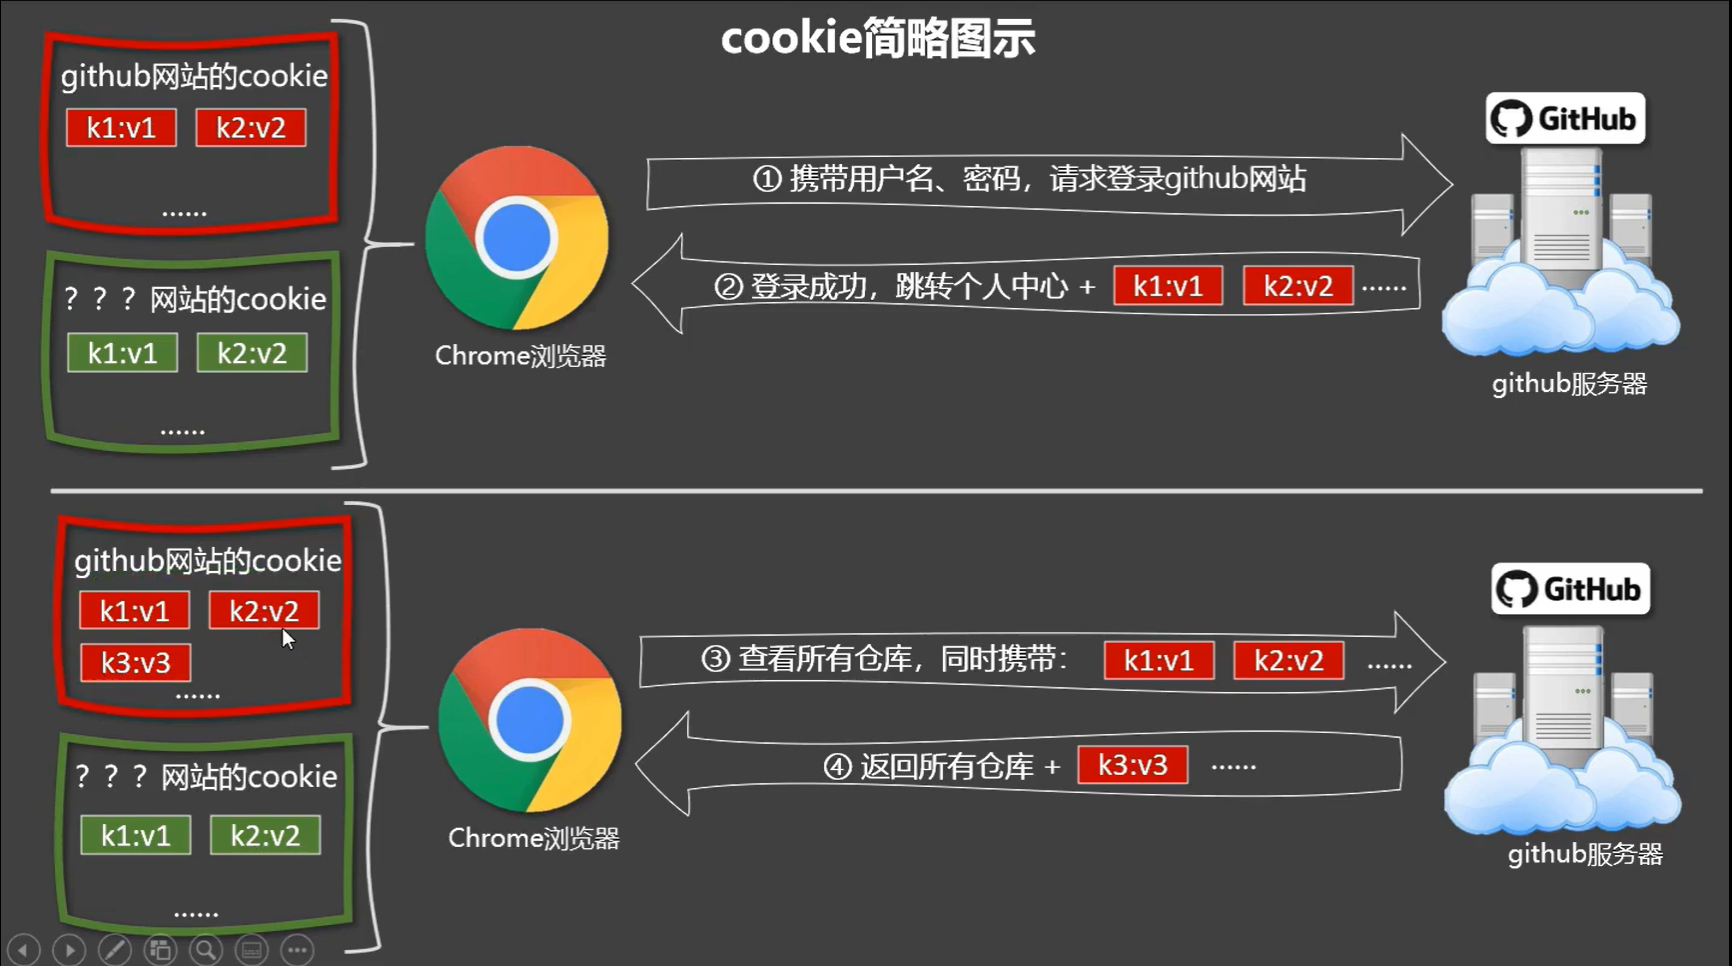 cookie简略图示
github网站的cookie
k1:v1 k2:v2
......
？？？网站的cookie
k1:v1 k2:v2
......
Chrome浏览器
① 携带用户名、密码，请求登录github网站
② 登录成功，跳转个人中心 + k1:v1 k2:v2 ......
GitHub
github服务器
github网站的cookie
k1:v1 k2:v2
k3:v3
......
？？？网站的cookie
k1:v1 k2:v2
......
Chrome浏览器
③ 查看所有仓库，同时携带： k1:v1 k2:v2 ......
④ 返回所有仓库 + k3:v3 ......
GitHub
github服务器